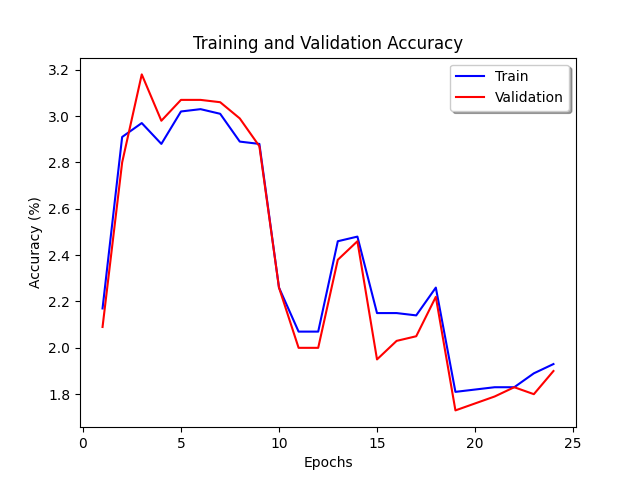 Training and Validation Accuracy
Train
Validation
Accuracy (%)
3.2
3.0
2.8
2.6
2.4
2.2
2.0
1.8
0
5
10
15
20
25
Epochs